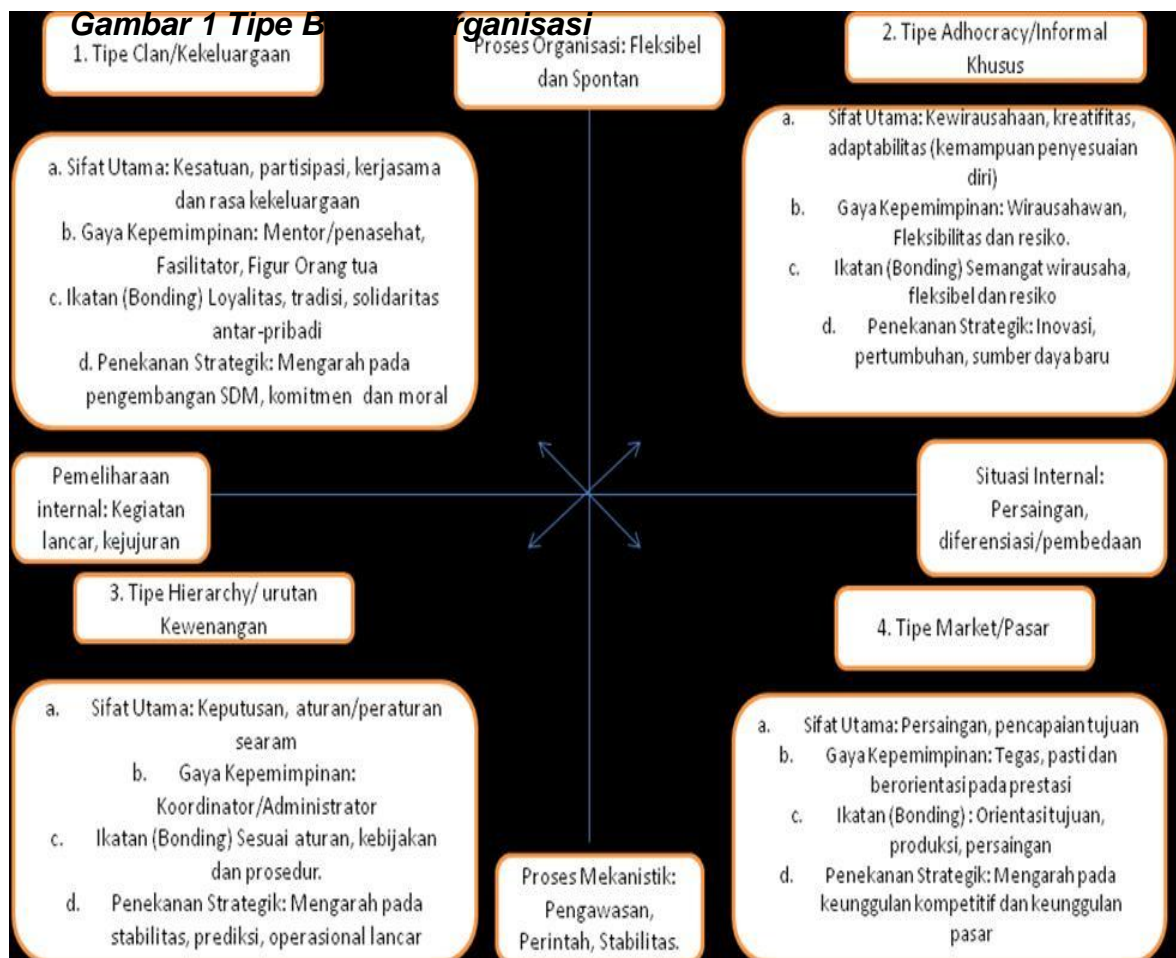 Gambar 1 Tipe B rganisasi
1. Tipe Clan/Kekeluargaan
Proses Organisasi: Fleksibel
dan Spontan
2. Tipe Adhocracy/Informal
Khusus
a. Sifat Utama: Kesatuan, partisipasi, kerjasama
dan rasa kekeluargaan
b. Gaya Kepemimpinan: Mentor/penasehat,
Fasilitator, Figur Orang tua
c. Ikatan (Bonding) Loyalitas, tradisi, solidaritas
antar-pribadi
d. Penekanan Strategik: Mengarah pada
pengembangan SDM, komitmen dan moral
a. Sifat Utama: Kewirausahaan, kreatifitas,
adaptabilitas (kemampuan penyesuaian
diri)
b. Gaya Kepemimpinan: Wirausahawan,
Fleksibilitas dan resiko.
c. Ikatan (Bonding) Semangat wirausaha,
fleksibel dan resiko
d. Penekanan Strategik: Inovasi,
pertumbuhan, sumber daya baru
Pemeliharaan
internal: Kegiatan
lancar, kejujuran
Situasi Internal:
Persaingan,
diferensiasi/pembedaan
3. Tipe Hierarchy/ urutan
Kewenangan
4. Tipe Market/Pasar
a. Sifat Utama: Keputusan, aturan/peraturan
searam
b. Gaya Kepemimpinan:
Koordinator/Administrator
c. Ikatan (Bonding) Sesuai aturan, kebijakan
dan prosedur.
d. Penekanan Strategik: Mengarah pada
stabilitas, prediksi, operasional lancar
Proses Mekanistik:
Pengawasan,
Perintah, Stabilitas.
a. Sifat Utama: Persaingan, pencapaian tujuan
b. Gaya Kepemimpinan: Tegas, pasti dan
berorientasi pada prestasi
c. Ikatan (Bonding) : Orientasi tujuan,
produksi, persaingan
d. Penekanan Strategik: Mengarah pada
keunggulan kompetitif dan keunggulan
pasar